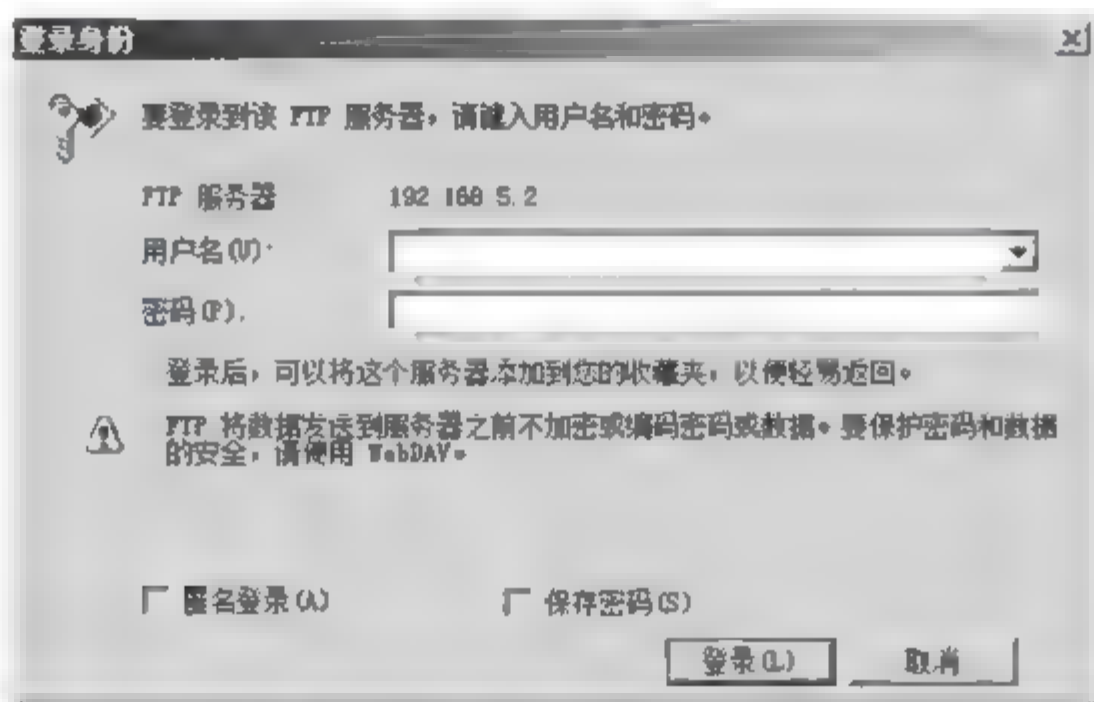 登录身份
要登录到该 FTP 服务器，请键入用户名和密码。
FTP 服务器 192 168 5.2
用户名(U):
密码(P).
登录后，可以将这个服务器添加到您的收藏夹，以便轻易返回。
FTP 将数据发送到服务器之前不加密或编码密码或数据。要保护密码和数据
的安全，请使用 WebDAV。
匿名登录(A) 保存密码(S)
登录(L) 取消